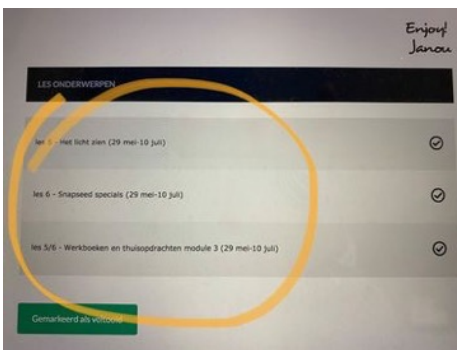 Enjoy!
Janou
LES ONDERWERPEN
les 5 - Het licht zien (29 mei-10 juli)
les 6 - Snapseed specials (29 mei-10 juli)
les 5/6 - Werkboeken en thuisopdrachten module 3 (29 mei-10 juli)
Gemarkeerd als voltooid